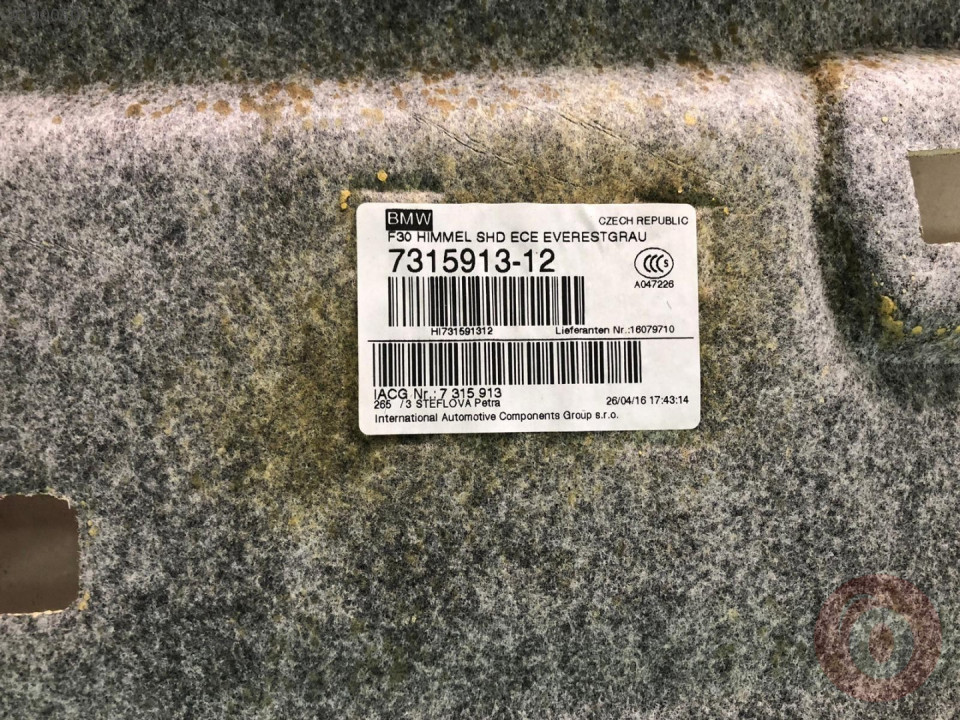 BMW
CZECH REPUBLIC
F30 HIMMEL SHD ECE EVERESTGRAU
7315913-12
CCC S
A047226
HI731591312
Lieferanten Nr.:16079710
IACG Nr.: 7 315 913
265 /3 STEFLOVA Petra
26/04/16 17:43:14
International Automotive Components Group s.r.o.